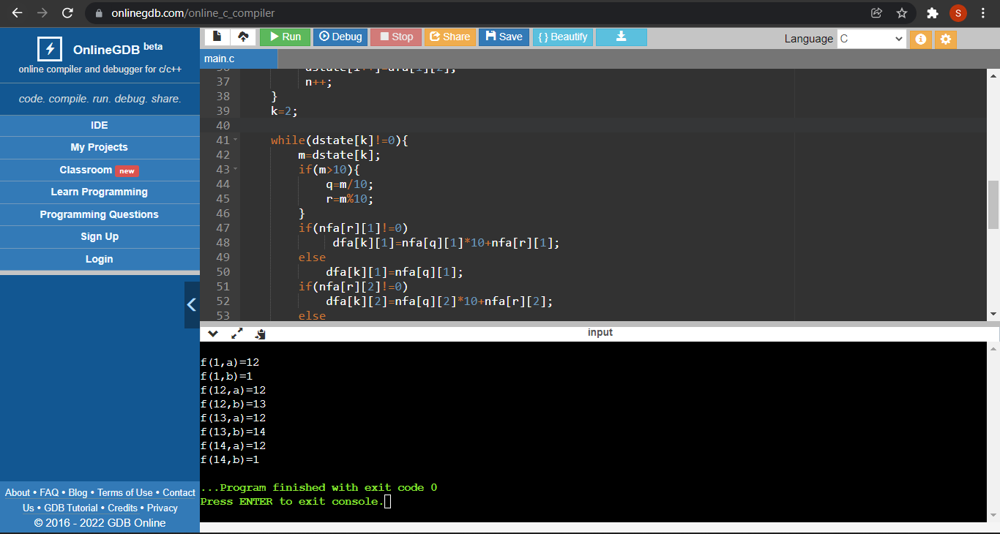 onlinegdb.com/online_c_compiler
S
OnlineGDB beta
online compiler and debugger for c/c++
code. compile. run. debug. share.
IDE
My Projects
Classroom new
Learn Programming
Programming Questions
Sign Up
Login
About • FAQ • Blog • Terms of Use • Contact
Us • GDB Tutorial • Credits • Privacy
© 2016 - 2022 GDB Online
Run Debug Stop Share Save { } Beautify
Language C
main.c
37 n++;
38 }
39 k=2;
40
41 while(dstate[k]!=0){
42 m=dstate[k];
43 if(m>10){
44 q=m/10;
45 r=m%10;
46 }
47 if(nfa[r][1]!=0)
48 dfa[k][1]=nfa[q][1]*10+nfa[r][1];
49 else
50 dfa[k][1]=nfa[q][1];
51 if(nfa[r][2]!=0)
52 dfa[k][2]=nfa[q][2]*10+nfa[r][2];
53 else
input
f(1,a)=12
f(1,b)=1
f(12,a)=12
f(12,b)=13
f(13,a)=12
f(13,b)=14
f(14,a)=12
f(14,b)=1
...Program finished with exit code 0
Press ENTER to exit console.